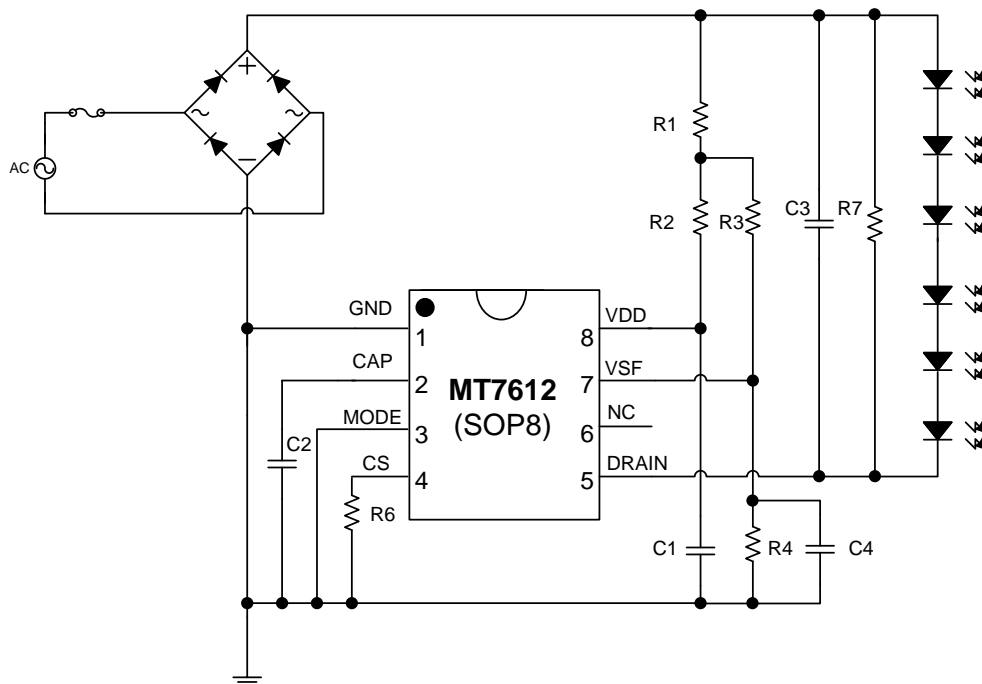 AC
R1
R2
R3
C3
R7
GND
VDD
1
8
CAP
VSF
2
7
MT7612
(SOP8)
MODE
NC
3
6
C2
CS
DRAIN
4
5
R6
C1
R4
C4